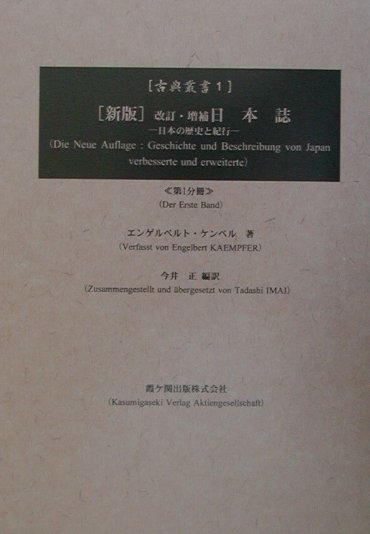 [古典叢書1]
[新版] 改訂・増補 日本誌
―日本の歴史と紀行―
(Die Neue Auflage : Geschichte und Beschreibung von Japan
verbesserte und erweiterte)
≪第1分冊≫
(Der Erste Band)
エンゲルベルト・ケンペル 著
(Verfasst von Engelbert KAEMPFER)
今井 正 編訳
(Zusammengestellt und übergesetzt von Tadashi IMAI)
霞ケ関出版株式会社
(Kasumigaseki Verlag Aktiengesellschaft)